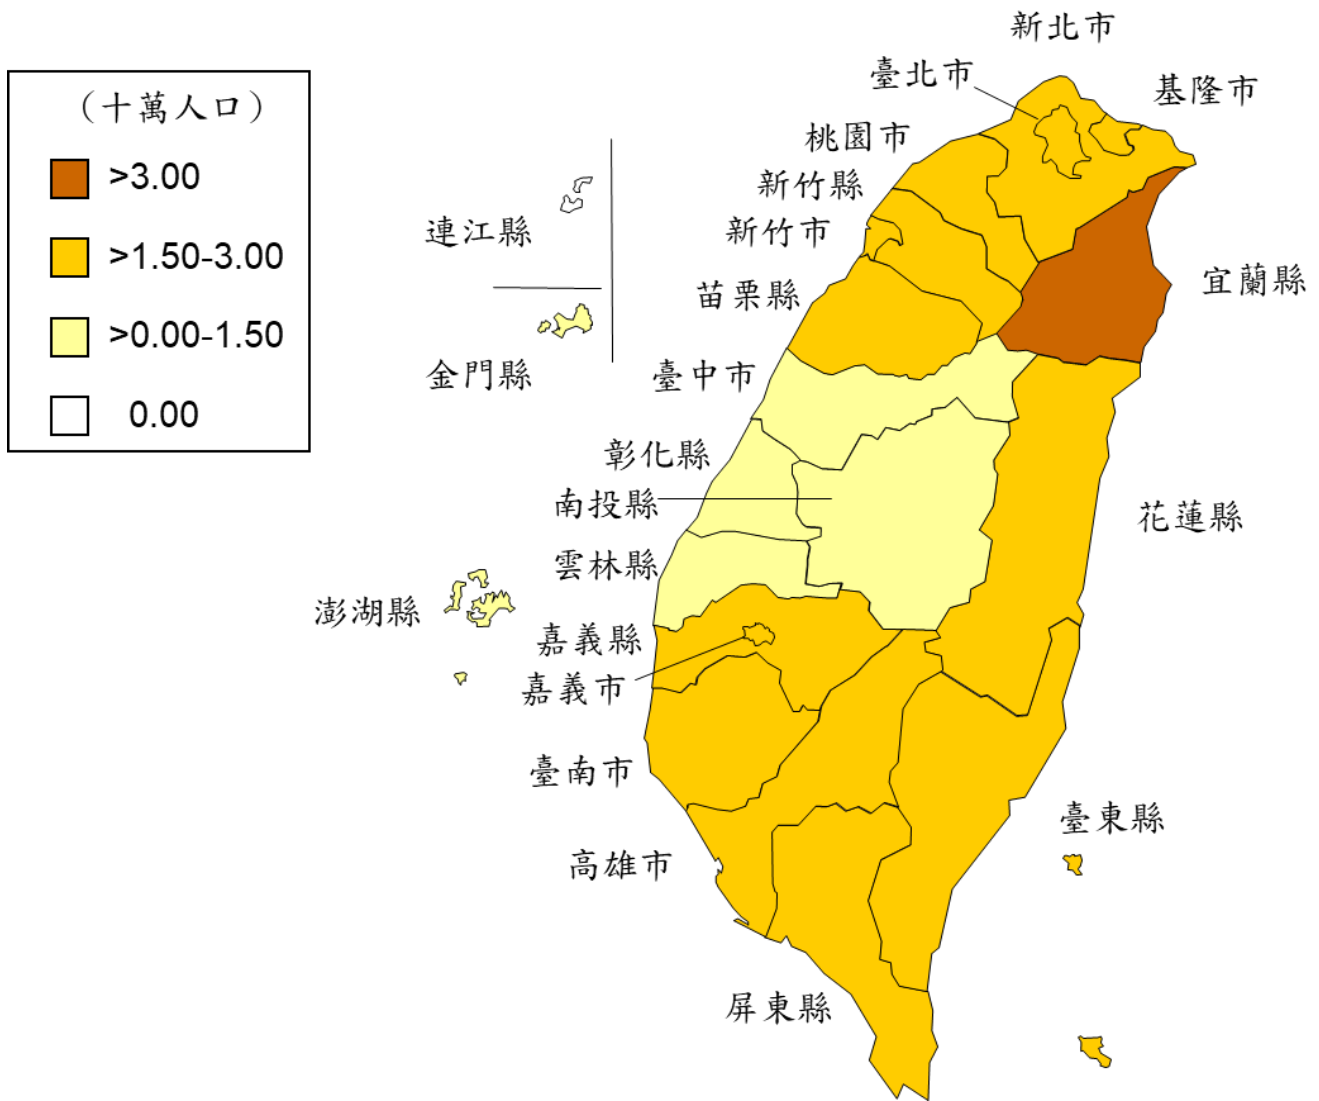 （十萬人口）
>3.00
>1.50-3.00
>0.00-1.50
0.00
新北市
臺北市
基隆市
桃園市
新竹縣
新竹市
連江縣
苗栗縣
宜蘭縣
金門縣
臺中市
彰化縣
南投縣
花蓮縣
雲林縣
澎湖縣
嘉義縣
嘉義市
臺南市
臺東縣
高雄市
屏東縣